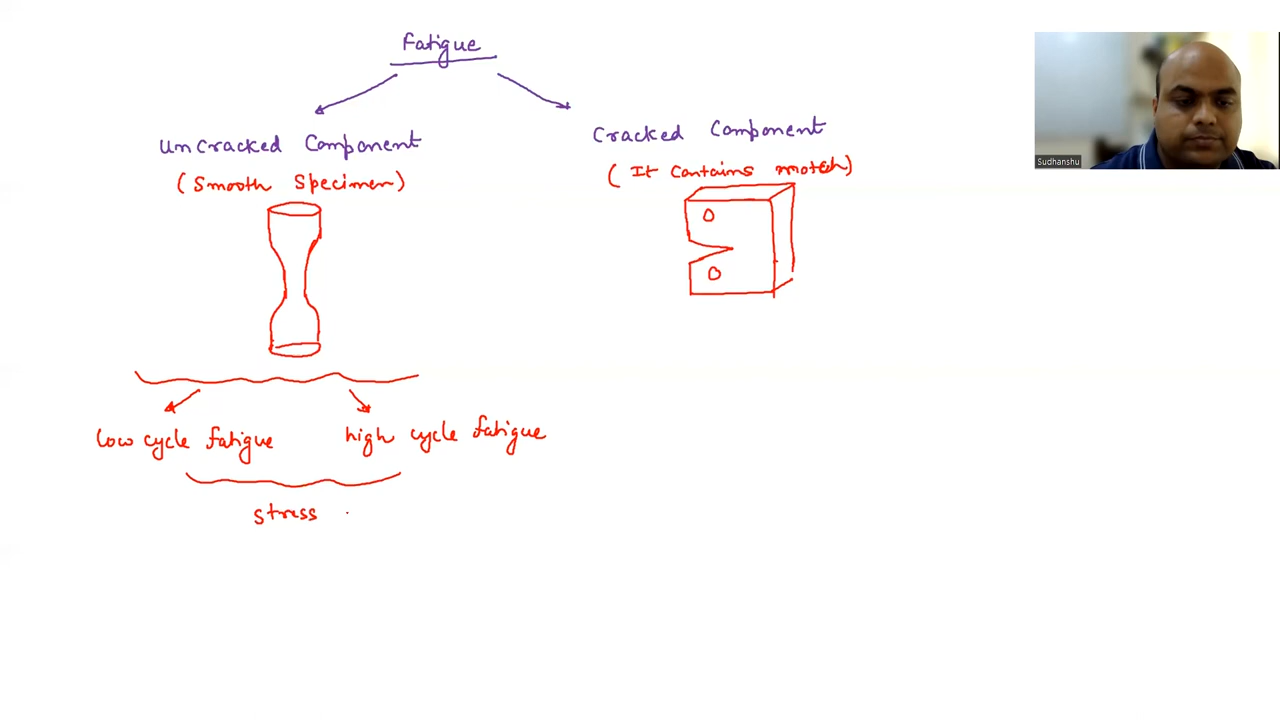 Fatigue
Uncracked Component
(Smooth Specimen)
Cracked Component
(It Contains notch)
low cycle fatigue
high cycle fatigue
stress
Sudhanshu